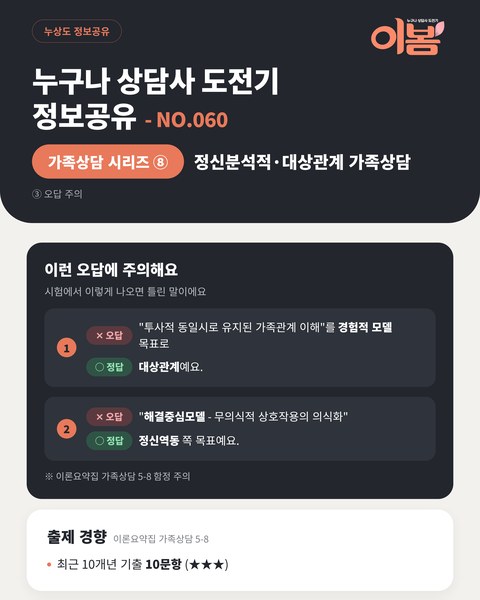 누상도 정보공유
누구나 상담사 도전기
이봄
누구나 상담사 도전기
정보공유 - NO.060
가족상담 시리즈 ⑧ 정신분석적·대상관계 가족상담
③ 오답 주의
이런 오답에 주의해요
시험에서 이렇게 나오면 틀린 말이에요
1
× 오답 "투사적 동일시로 유지된 가족관계 이해"를 경험적 모델
목표로
○ 정답 대상관계예요.
2
× 오답 "해결중심모델 - 무의식적 상호작용의 의식화"
○ 정답 정신역동 쪽 목표예요.
※ 이론요약집 가족상담 5-8 함정 주의
출제 경향 이론요약집 가족상담 5-8
• 최근 10개년 기출 10문항 (★★★)